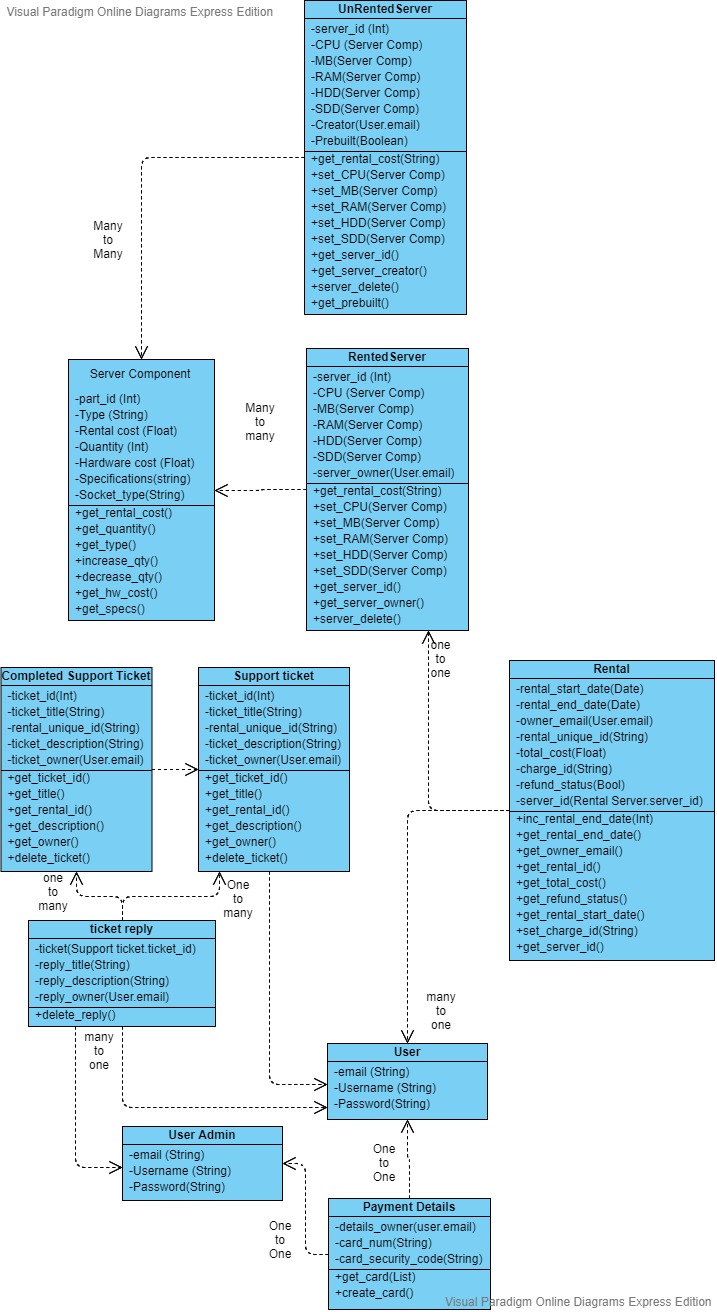 Visual Paradigm Online Diagrams Express Edition
UnRentedServer
-server_id (Int)
-CPU (Server Comp)
-MB(Server Comp)
-RAM(Server Comp)
-HDD(Server Comp)
-SDD(Server Comp)
-Creator(User.email)
-Prebuilt(Boolean)
+get_rental_cost(String)
+set_CPU(Server Comp)
+set_MB(Server Comp)
+set_RAM(Server Comp)
+set_HDD(Server Comp)
+set_SDD(Server Comp)
+get_server_id()
+get_server_creator()
+server_delete()
+get_prebuilt()
Many
to
Many
Server Component
-part_id (Int)
-Type (String)
-Rental cost (Float)
-Quantity (Int)
-Hardware cost (Float)
-Specifications(string)
-Socket_type(String)
+get_rental_cost()
+get_quantity()
+get_type()
+increase_qty()
+decrease_qty()
+get_hw_cost()
+get_specs()
Many
to
many
RentedServer
-server_id (Int)
-CPU (Server Comp)
-MB(Server Comp)
-RAM(Server Comp)
-HDD(Server Comp)
-SDD(Server Comp)
-server_owner(User.email)
+get_rental_cost(String)
+set_CPU(Server Comp)
+set_MB(Server Comp)
+set_RAM(Server Comp)
+set_HDD(Server Comp)
+set_SDD(Server Comp)
+get_server_id()
+get_server_owner()
+server_delete()
one
to
one
Completed Support Ticket
-ticket_id(Int)
-ticket_title(String)
-rental_unique_id(String)
-ticket_description(String)
-ticket_owner(User.email)
+get_ticket_id()
+get_title()
+get_rental_id()
+get_description()
+get_owner()
+delete_ticket()
Support ticket
-ticket_id(Int)
-ticket_title(String)
-rental_unique_id(String)
-ticket_description(String)
-ticket_owner(User.email)
+get_ticket_id()
+get_title()
+get_rental_id()
+get_description()
+get_owner()
+delete_ticket()
Rental
-rental_start_date(Date)
-rental_end_date(Date)
-owner_email(User.email)
-rental_unique_id(String)
-total_cost(Float)
-charge_id(String)
-refund_status(Bool)
-server_id(Rental Server.server_id)
+inc_rental_end_date(Int)
+get_rental_end_date()
+get_owner_email()
+get_rental_id()
+get_total_cost()
+get_refund_status()
+get_rental_start_date()
+set_charge_id(String)
+get_server_id()
one
to
many
One
to
many
ticket reply
-ticket(Support ticket.ticket_id)
-reply_title(String)
-reply_description(String)
-reply_owner(User.email)
+delete_reply()
many
to
one
many
to
one
User
-email (String)
-Username (String)
-Password(String)
User Admin
-email (String)
-Username (String)
-Password(String)
One
to
One
One
to
One
Payment Details
-details_owner(user.email)
-card_num(String)
-card_security_code(String)
+get_card(List)
+create_card()
Visual Paradigm Online Diagrams Express Edition